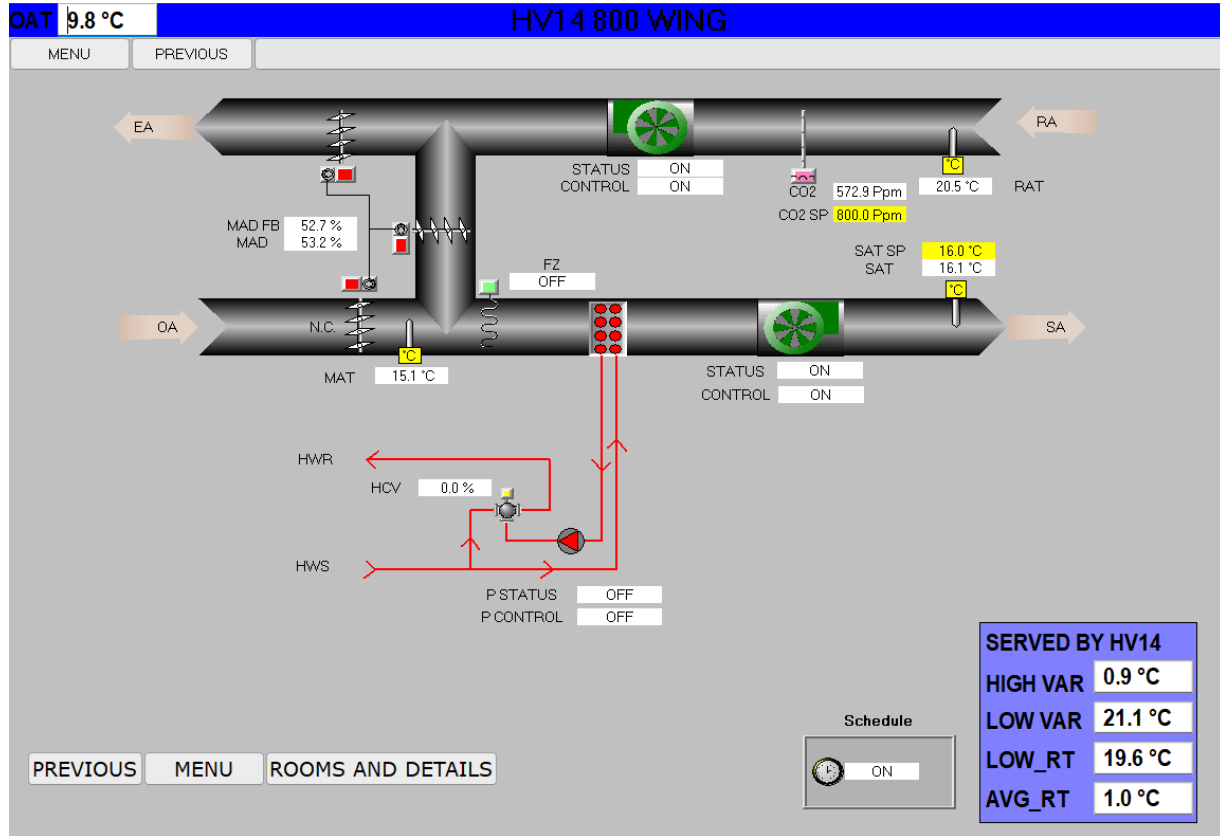 OAT 9.8 °C HV14 800 WING
MENU PREVIOUS
EA
RA
STATUS ON
CONTROL ON
°C
CO2 572.9 Ppm
20.5 °C RAT
CO2 SP 800.0 Ppm
MAD FB 52.7 %
MAD 53.2 %
SAT SP 16.0 °C
SAT 16.1 °C
FZ
OFF
°C
OA
N.C.
SA
°C
MAT 15.1 °C
STATUS ON
CONTROL ON
HWR
HCV 0.0 %
HWS
P STATUS OFF
P CONTROL OFF
SERVED BY HV14
HIGH VAR 0.9 °C
LOW VAR 21.1 °C
LOW_RT 19.6 °C
AVG_RT 1.0 °C
Schedule
ON
PREVIOUS MENU ROOMS AND DETAILS